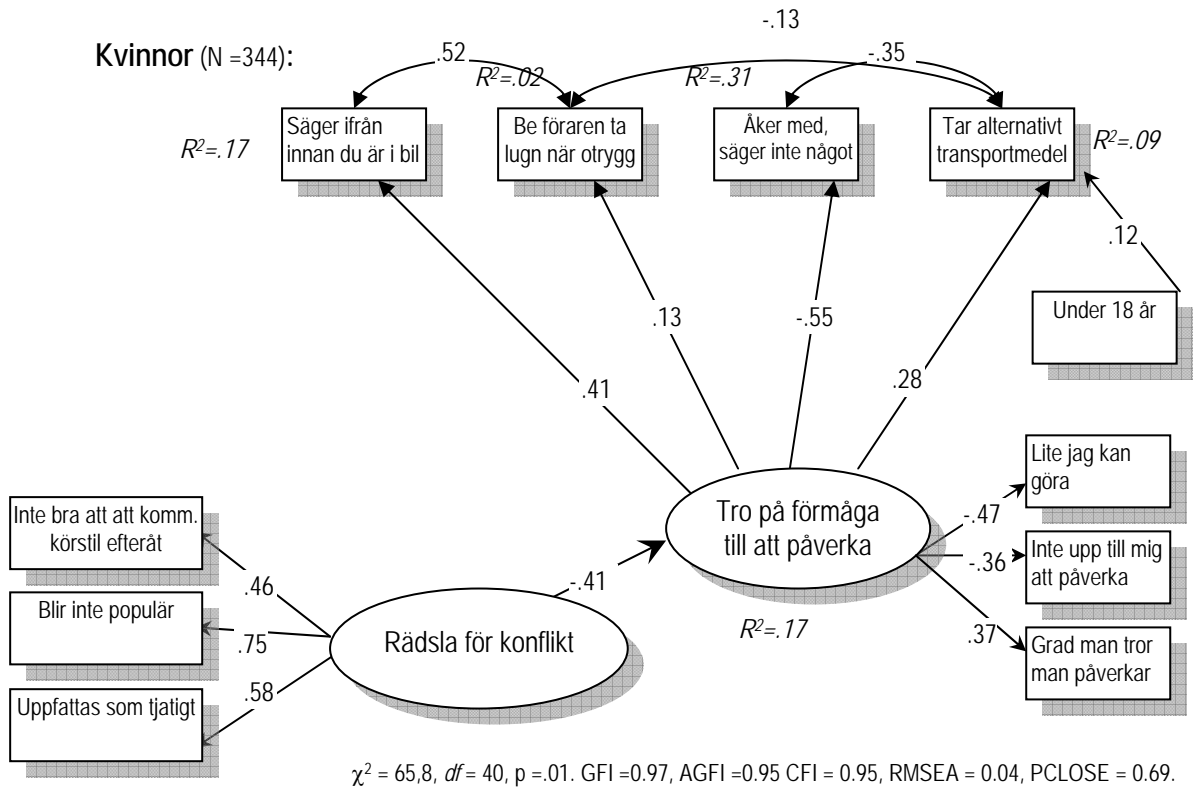 -.13
Kvinnor (N =344):
.52
-.35
R²=.02
R²=.31
Säger ifrån
innan du är i bil
Be föraren ta
lugn när otrygg
Åker med,
säger inte något
Tar alternativt
transportmedel
R²=.17
R²=.09
.12
Under 18 år
.13
-.55
.41
.28
Lite jag kan
göra
Inte bra att att komm.
körstil efteråt
Tro på förmåga
till att påverka
-.47
-.36
Inte upp till mig
att påverka
-.41
.46
Blir inte populär
.75
Rädsla för konflikt
R²=.17
.37
Grad man tror
man påverkar
.58
Uppfattas som tjatigt
χ² = 65,8, df = 40, p =.01. GFI =0.97, AGFI =0.95 CFI = 0.95, RMSEA = 0.04, PCLOSE = 0.69.